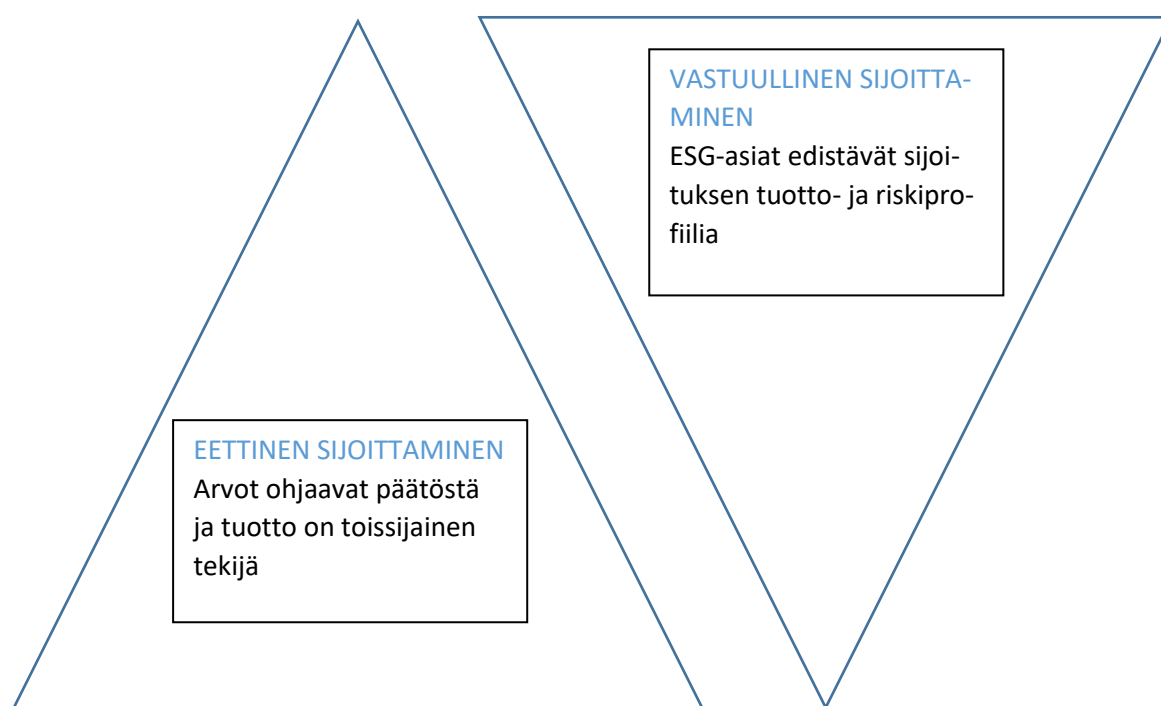 VASTUULLINEN SIJOITTA-
MINEN
ESG-asiat edistävät sijoi-
tuksen tuotto- ja riskipro-
fiilia
EETTINEN SIJOITTAMINEN
Arvot ohjaavat päätöstä
ja tuotto on toissijainen
tekijä